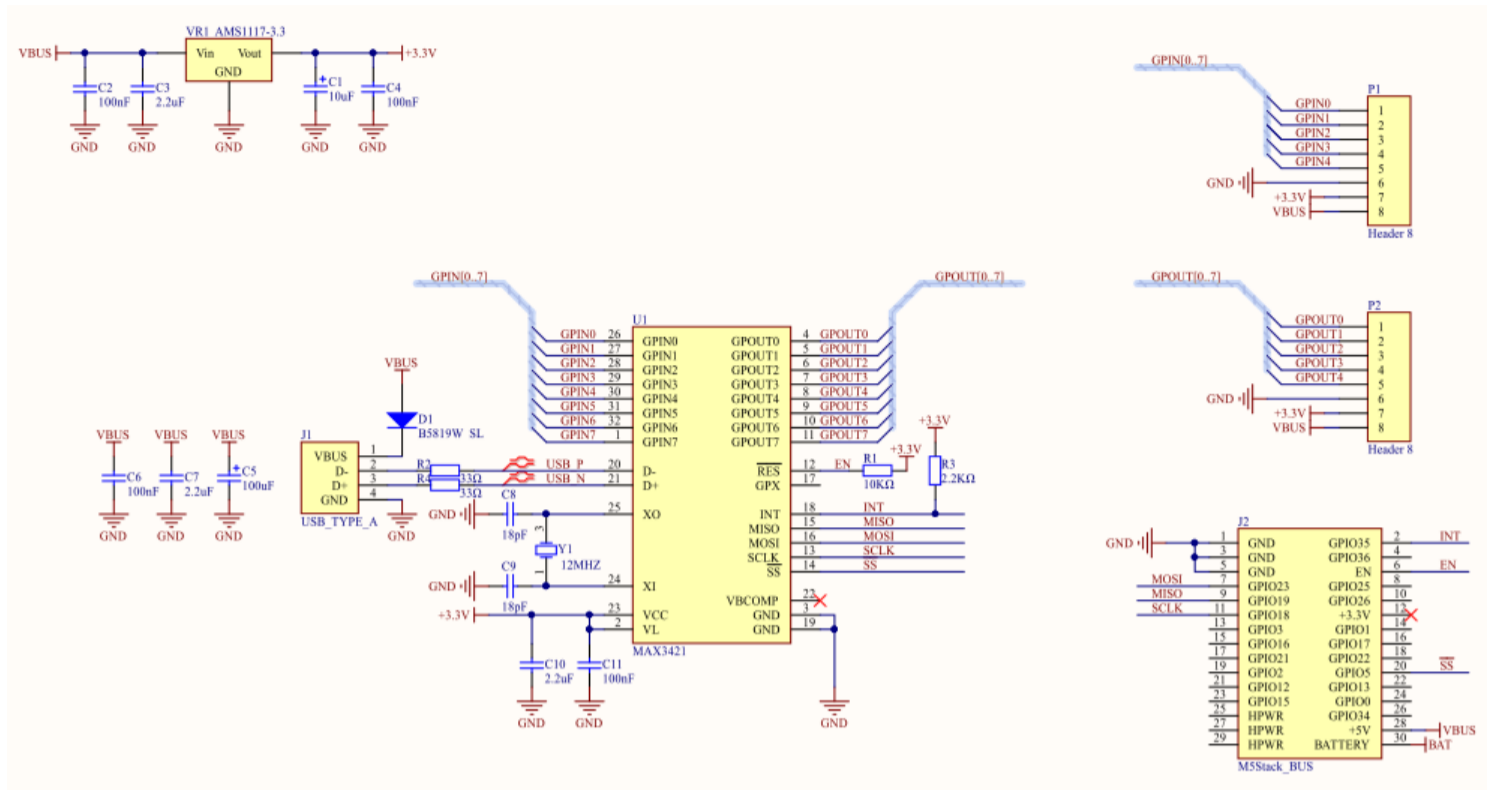 VR1 AMS1117-3.3
VBUS
Vin Vout
GND
+3.3V
C2
100nF
C3
2.2uF
+
C1
10uF
C4
100nF
GND GND GND GND GND
GPIN[0..7]
P1
GPIN0 1
GPIN1 2
GPIN2 3
GPIN3 4
GPIN4 5
GND 6
+3.3V 7
VBUS 8
Header 8
GPIN[0..7]
GPOUT[0..7]
U1
GPIN0 26 GPIN0 GPOUT0 4 GPOUT0
GPIN1 27 GPIN1 GPOUT1 5 GPOUT1
GPIN2 28 GPIN2 GPOUT2 6 GPOUT2
GPIN3 29 GPIN3 GPOUT3 7 GPOUT3
GPIN4 30 GPIN4 GPOUT4 8 GPOUT4
GPIN5 31 GPIN5 GPOUT5 9 GPOUT5
GPIN6 32 GPIN6 GPOUT6 10 GPOUT6
GPIN7 1 GPIN7 GPOUT7 11 GPOUT7
20 D- RES 12 EN
21 D+ GPX 17
25 XO INT 18 INT
MISO 15 MISO
MOSI 16 MOSI
SCLK 13 SCLK
SS 14 SS
24 XI
VBCOMP 22
+3.3V 23 VCC GND 3
2 VL GND 19
MAX3421
R1
10KΩ
+3.3V
+3.3V
R3
2.2KΩ
GND
VBUS
D1
B5819W SL
J1
VBUS 1
D- 2
D+ 3
GND 4
USB_TYPE_A
GND
R2
33Ω
USB_P
R4
33Ω
USB_N
VBUS VBUS VBUS
C6
100nF
C7
2.2uF
+
C5
100uF
GND GND GND
C8
GND
18pF
3
Y1
12MHZ
1
C9
GND
18pF
C10
2.2uF
C11
100nF
GND GND
GPOUT[0..7]
P2
GPOUT0 1
GPOUT1 2
GPOUT2 3
GPOUT3 4
GPOUT4 5
GND 6
+3.3V 7
VBUS 8
Header 8
J2
GND 1 GND GPIO35 2 INT
3 GND GPIO36 4
5 GND EN 6 EN
MOSI 7 GPIO23 GPIO25 8
MISO 9 GPIO19 GPIO26 10
SCLK 11 GPIO18 +3.3V 12
13 GPIO3 GPIO1 14
15 GPIO16 GPIO17 16
17 GPIO21 GPIO22 18
19 GPIO2 GPIO5 20 SS
21 GPIO12 GPIO13 22
23 GPIO15 GPIO0 24
25 HPWR GPIO34 26
27 HPWR +5V 28 VBUS
29 HPWR BATTERY 30 BAT
M5Stack_BUS